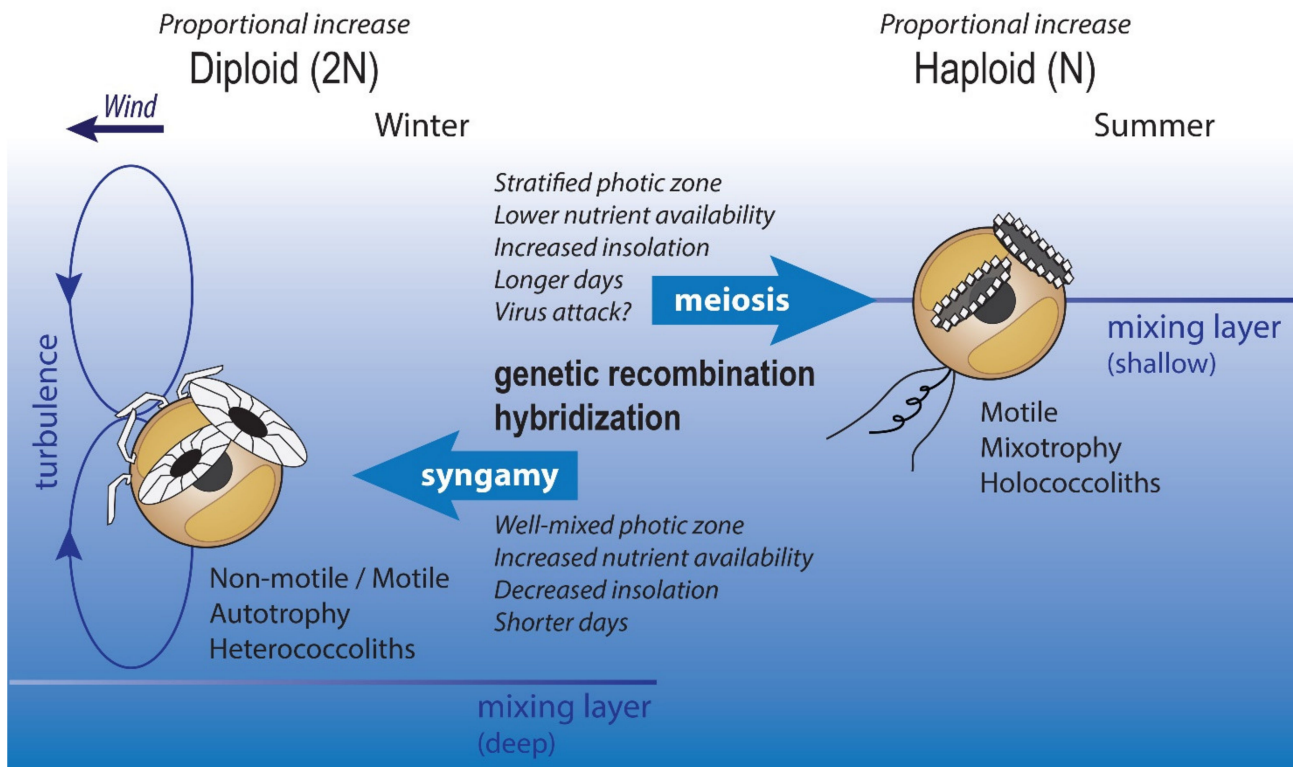 Proportional increase
Diploid (2N)
Proportional increase
Haploid (N)
Wind
Winter
Summer
Stratified photic zone
Lower nutrient availability
Increased insolation
Longer days
Virus attack?
meiosis
mixing layer
(shallow)
turbulence
genetic recombination
hybridization
syngamy
Motile
Mixotrophy
Holococcoliths
Well-mixed photic zone
Increased nutrient availability
Decreased insolation
Shorter days
Non-motile / Motile
Autotrophy
Heterococcoliths
mixing layer
(deep)